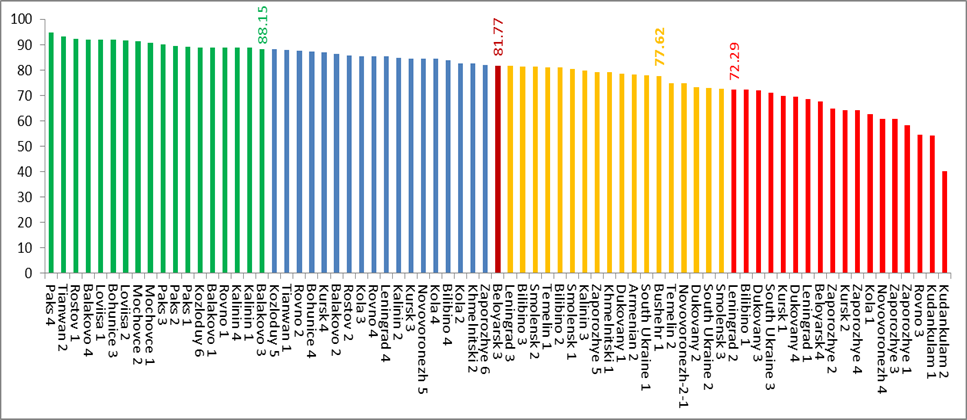 100
90
80
70
60
50
40
30
20
10
0
88.15
81.77
77.62
72.29
Paks 4
Tianwan 2
Rostov 1
Balakovo 4
Loviisa 1
Bohunice 3
Loviisa 2
Mochovce 2
Mochovce 1
Paks 3
Paks 2
Paks 1
Kozloduy 6
Balakovo 1
Rovno 1
Kalinin 4
Kalinin 1
Balakovo 3
Kozloduy 5
Tianwan 1
Rovno 2
Bohunice 4
Kursk 4
Balakovo 2
Rostov 2
Kola 3
Rovno 4
Leningrad 4
Kalinin 2
Kursk 3
Novovoronezh 5
Kola 4
Bilibino 4
Kola 2
Khmelnitski 2
Zaporozhye 6
Beloyarsk 3
Leningrad 3
Bilibino 3
Smolensk 2
Temelin 1
Bilibino 2
Smolensk 1
Kalinin 3
Zaporozhye 5
Khmelnitski 1
Dukovany 1
Armenian 2
South Ukraine 1
Busher 1
Temelin 2
Novovoronezh-2-1
Dukovany 2
South Ukraine 2
Smolensk 3
Leningrad 2
Bilibino 1
Dukovany 3
South Ukraine 3
Kursk 1
Dukovany 4
Leningrad 1
Beloyarsk 4
Zaporozhye 2
Kursk 2
Zaporozhye 4
Kola 1
Novovoronezh 4
Zaporozhye 3
Zaporozhye 1
Rovno 3
Kudankulam 1
Kudankulam 2